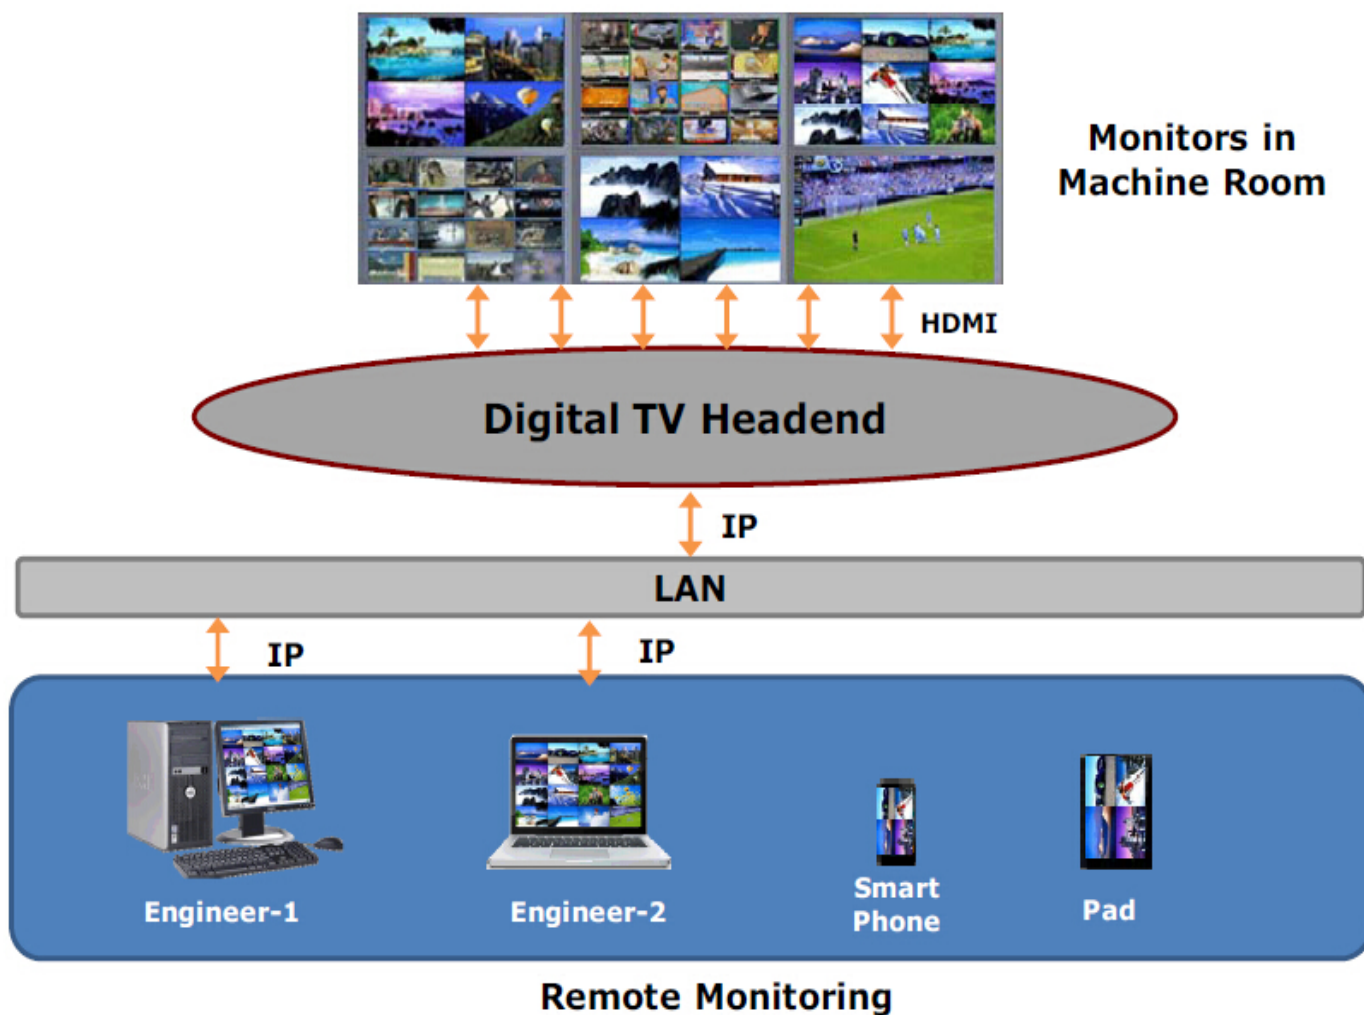 Monitors in
Machine Room
HDMI
Digital TV Headend
IP
LAN
IP
IP
Engineer-1
Engineer-2
Smart
Phone
Pad
Remote Monitoring